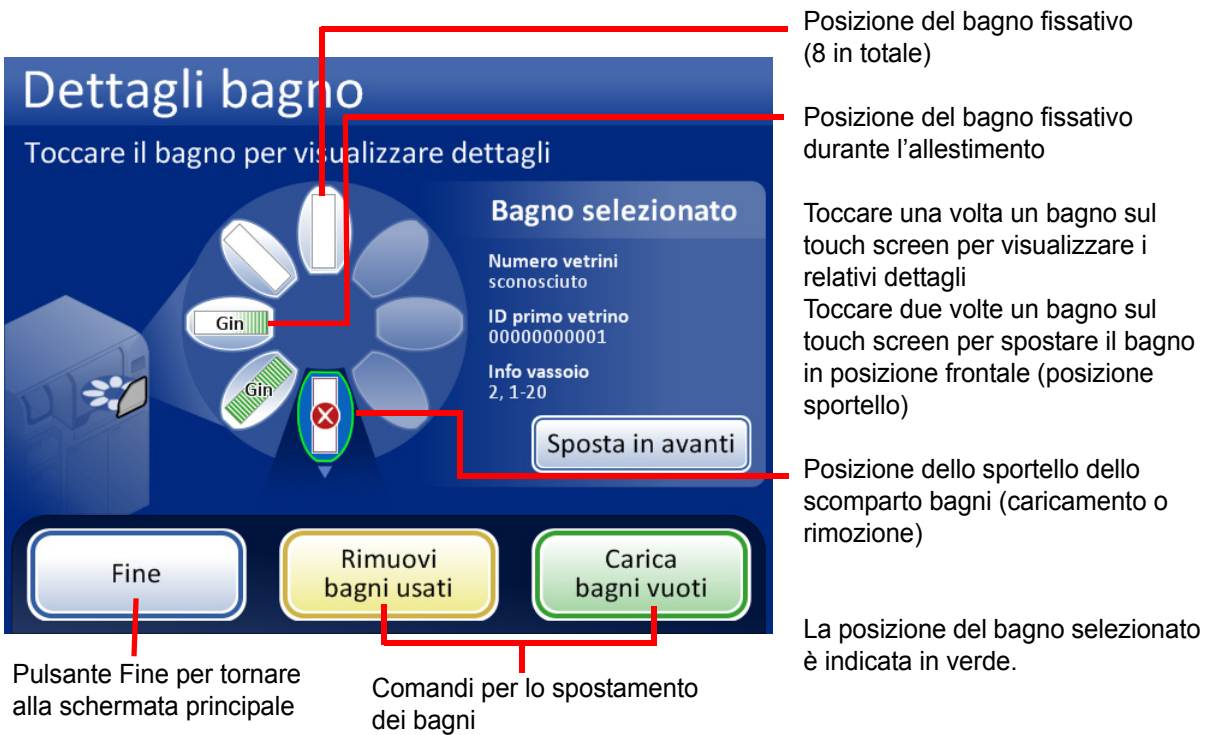 Posizione del bagno fissativo
(8 in totale)
Dettagli bagno
Posizione del bagno fissativo
durante l'allestimento
Toccare il bagno per visualizzare dettagli
Toccare una volta un bagno sul
touch screen per visualizzare i
relativi dettagli
Toccare due volte un bagno sul
touch screen per spostare il bagno
in posizione frontale (posizione
sportello)
Bagno selezionato
Numero vetrini
sconosciuto
ID primo vetrino
00000000001
Info vassoio
2, 1-20
Gin
Gin
Sposta in avanti
Posizione dello sportello dello
scomparto bagni (caricamento o
rimozione)
Fine
Rimuovi
bagni usati
Carica
bagni vuoti
La posizione del bagno selezionato
è indicata in verde.
Pulsante Fine per tornare
alla schermata principale
Comandi per lo spostamento
dei bagni